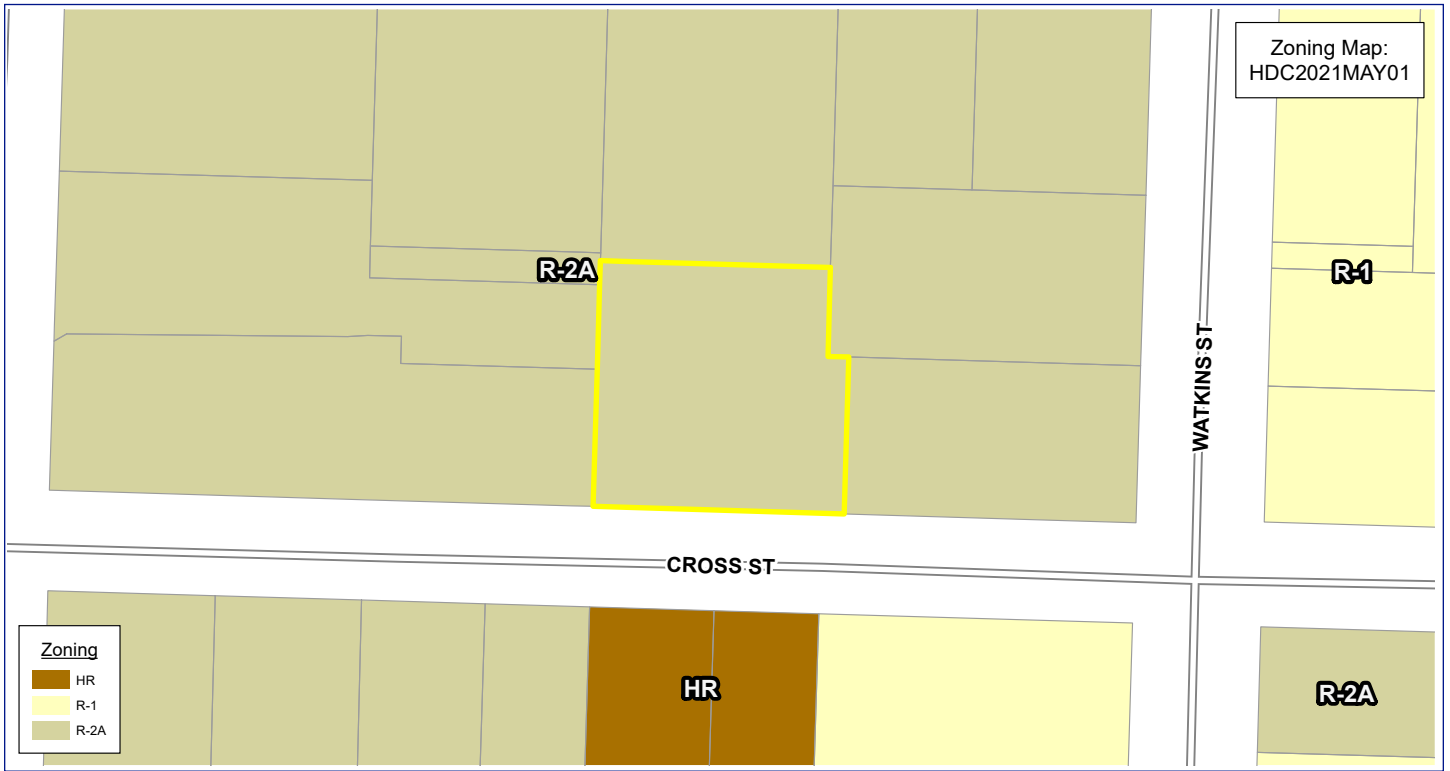 Zoning Map:
HDC2021MAY01
R-2A
R-1
WATKINS ST
CROSS ST
HR
R-2A
Zoning
HR
R-1
R-2A